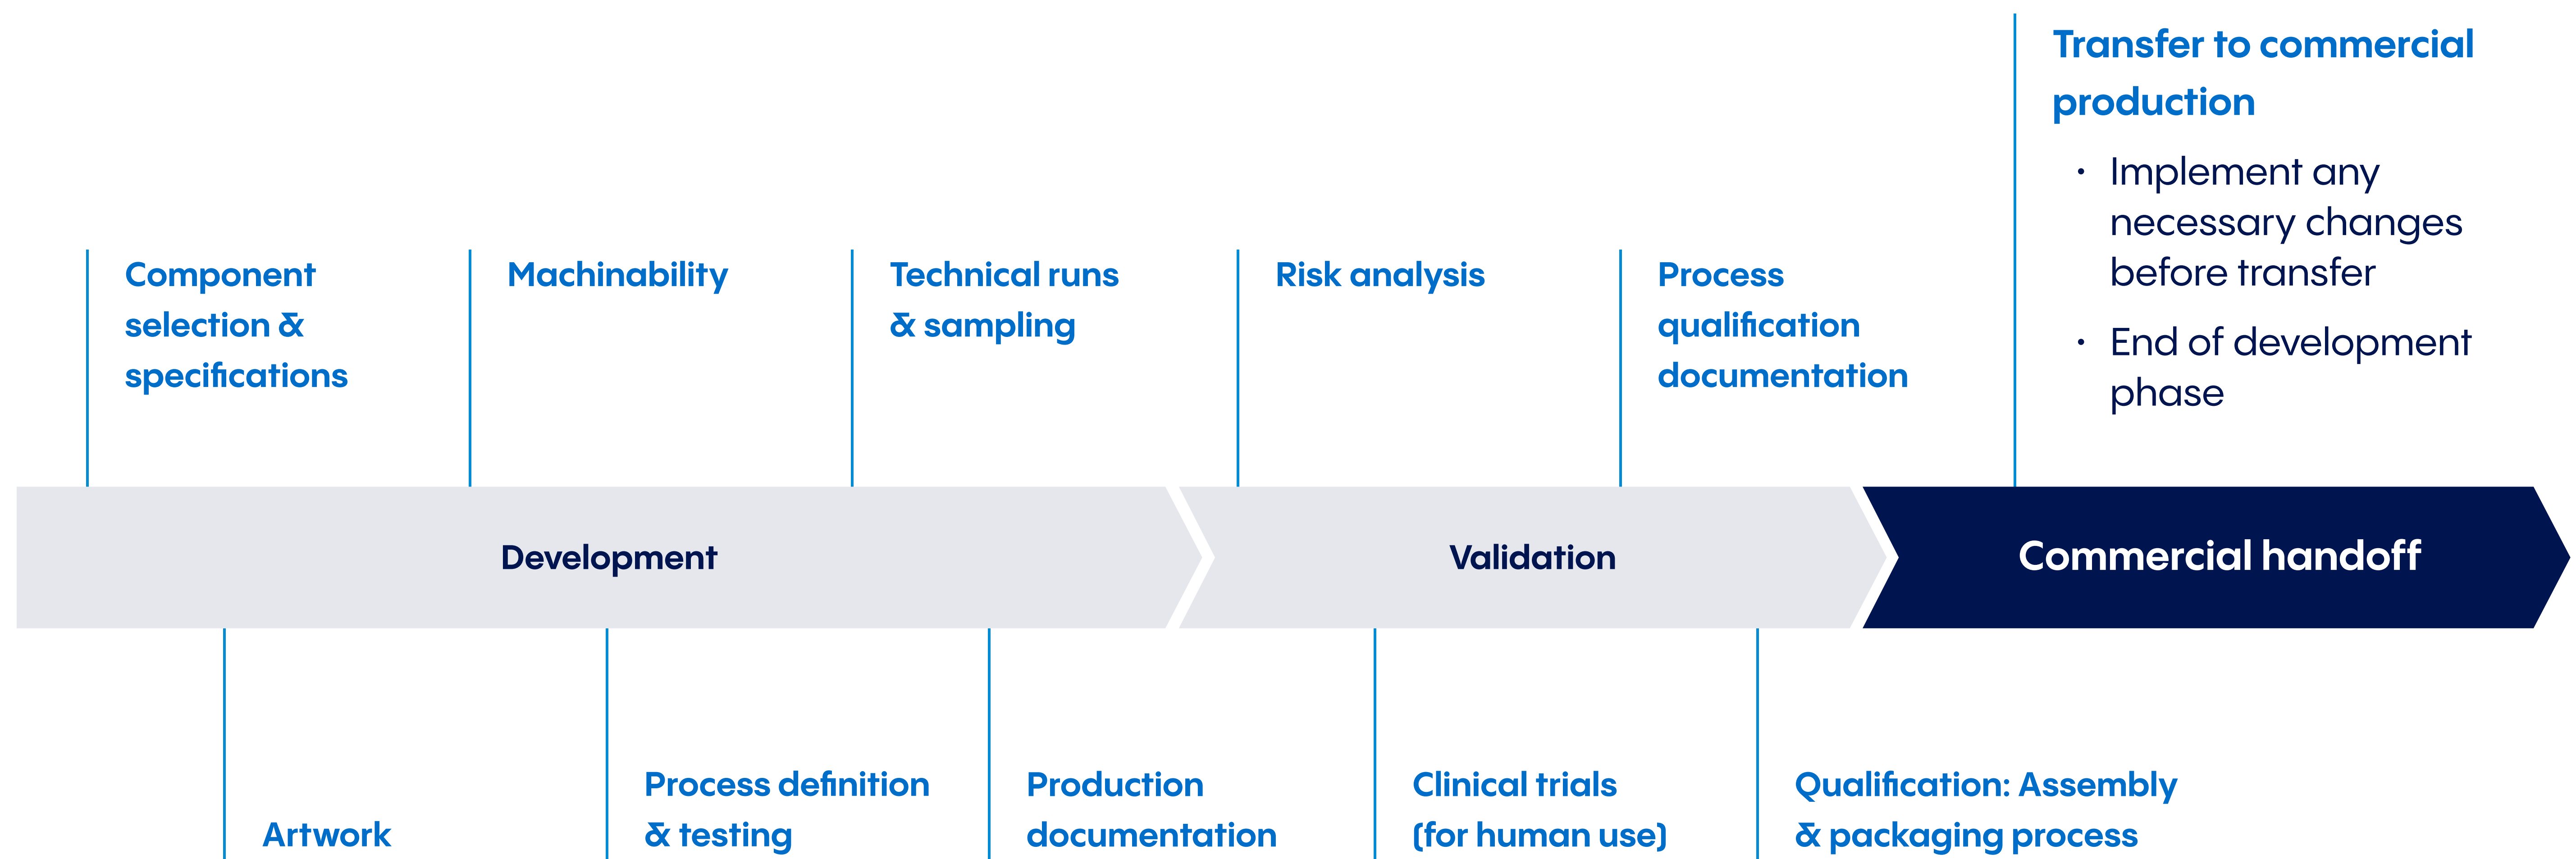 Transfer to commercial
production
· Implement any
necessary changes
before transfer
· End of development
phase
Component
selection &
specifications
Machinability
Technical runs
& sampling
Risk analysis
Process
qualification
documentation
Development
Validation
Commercial handoff
Artwork
Process definition
& testing
Production
documentation
Clinical trials
(for human use)
Qualification: Assembly
& packaging process